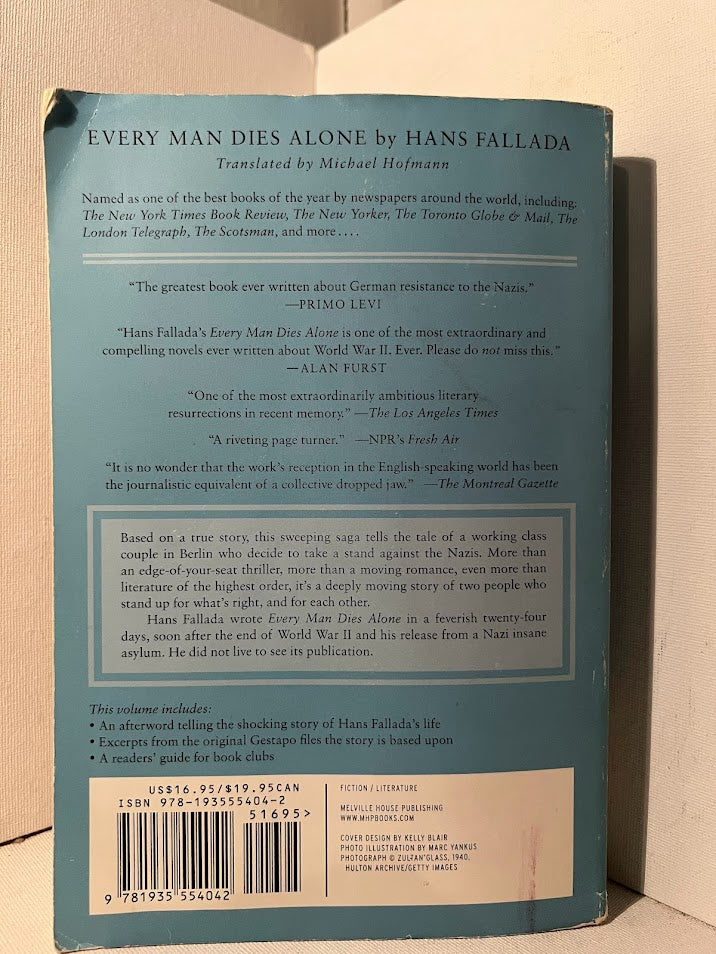 EVERY MAN DIES ALONE by HANS FALLADA
Translated by Michael Hofmann
Named as one of the best books of the year by newspapers around the world, including:
The New York Times Book Review, The New Yorker, The Toronto Globe & Mail, The
London Telegraph, The Scotsman, and more....
“The greatest book ever written about German resistance to the Nazis.”
—PRIMO LEVI
“Hans Fallada's Every Man Dies Alone is one of the most extraordinary and
compelling novels ever written about World War II. Ever. Please do not miss this.”
—ALAN FURST
“One of the most extraordinarily ambitious literary
resurrections in recent memory.” —The Los Angeles Times
“A riveting page turner.” —NPR's Fresh Air
“It is no wonder that the work's reception in the English-speaking world has been
the journalistic equivalent of a collective dropped jaw.” —The Montreal Gazette
Based on a true story, this sweeping saga tells the tale of a working class
couple in Berlin who decide to take a stand against the Nazis. More than
an edge-of-your-seat thriller, more than a moving romance, even more than
literature of the highest order, it's a deeply moving story of two people who
stand up for what's right, and for each other.
Hans Fallada wrote Every Man Dies Alone in a feverish twenty-four
days, soon after the end of World War II and his release from a Nazi insane
asylum. He did not live to see its publication.
This volume includes:
• An afterword telling the shocking story of Hans Fallada's life
• Excerpts from the original Gestapo files the story is based upon
• A readers' guide for book clubs
US$16.95/$19.95CAN
ISBN 978-193555404-2
51695>
9 781935 554042
FICTION / LITERATURE
MELVILLE HOUSE PUBLISHING
WWW.MHPBOOKS.COM
COVER DESIGN BY KELLY BLAIR
PHOTO ILLUSTRATION BY MARC YANKUS
PHOTOGRAPH © ZULTAN GLASS, 1940,
HULTON ARCHIVE/GETTY IMAGES